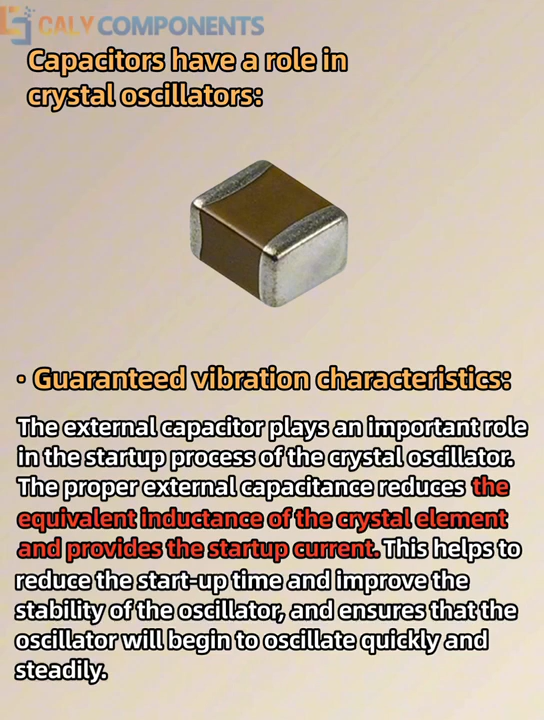 CALY COMPONENTS
Capacitors have a role in
crystal oscillators:
· Guaranteed vibration characteristics:
The external capacitor plays an important role
in the startup process of the crystal oscillator.
The proper external capacitance reduces the
equivalent inductance of the crystal element
and provides the startup current. This helps to
reduce the start-up time and improve the
stability of the oscillator, and ensures that the
oscillator will begin to oscillate quickly and
steadily.